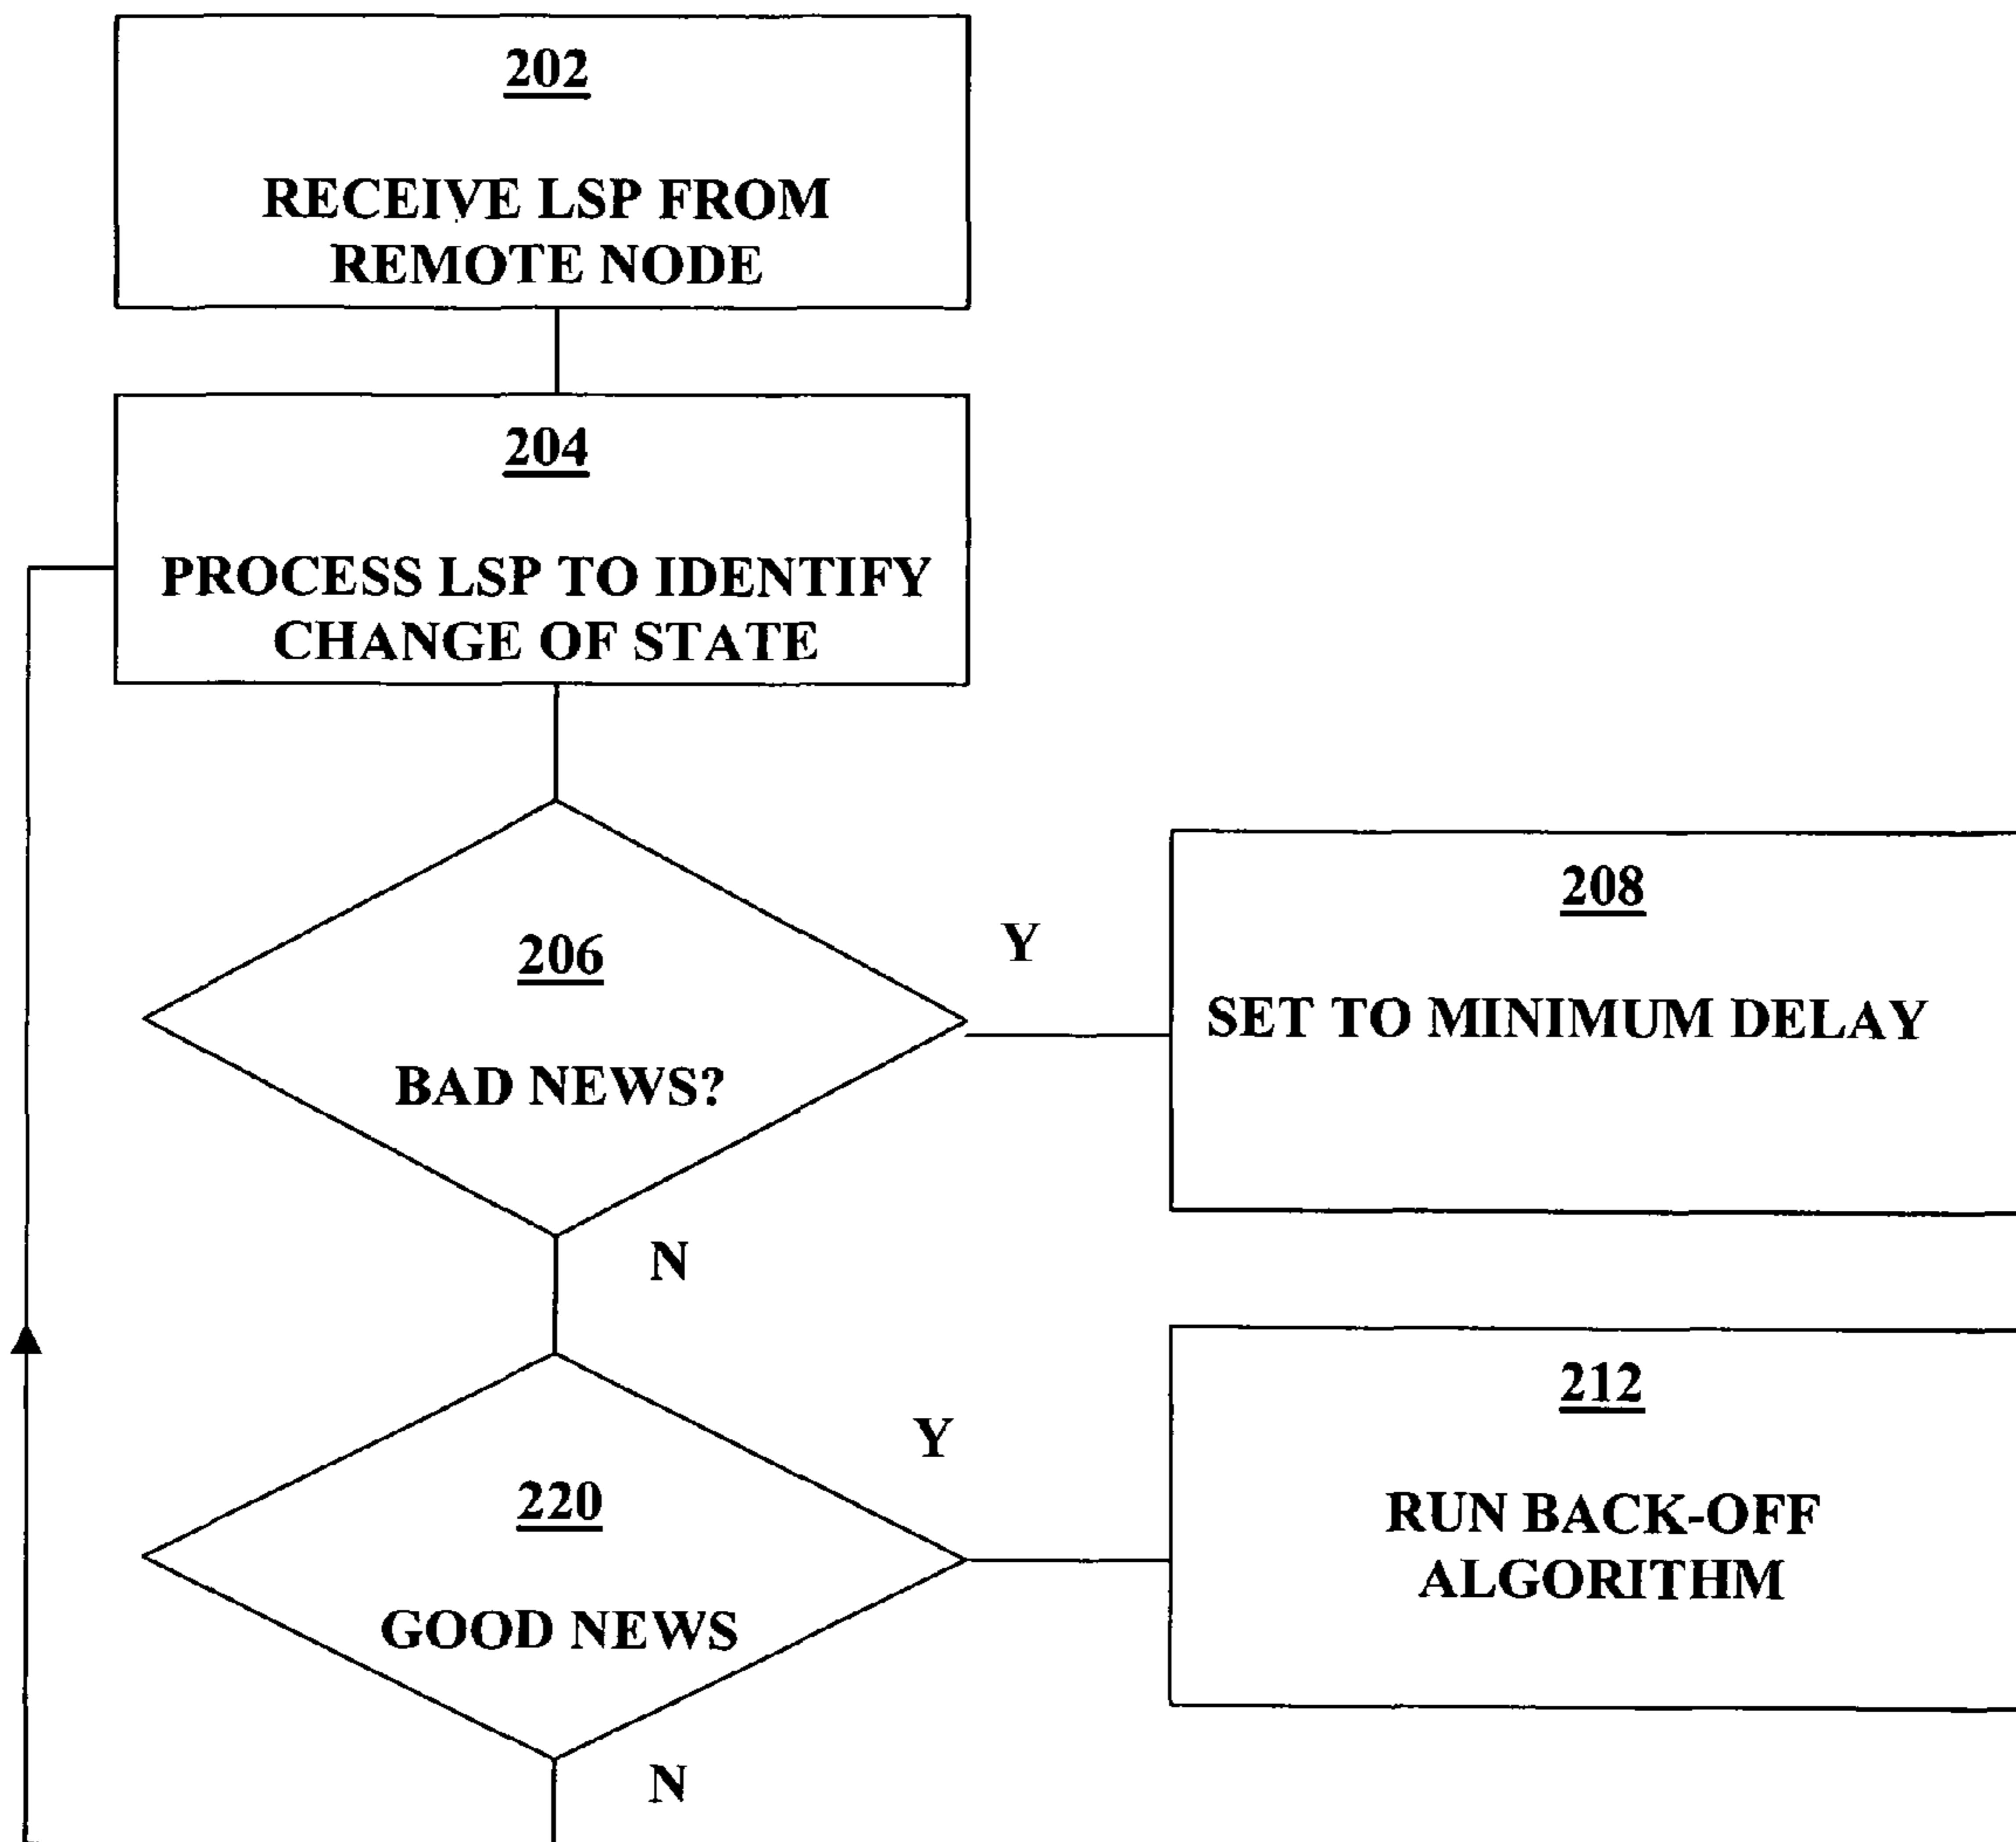 202
RECEIVE LSP FROM
REMOTE NODE
204
PROCESS LSP TO IDENTIFY
CHANGE OF STATE
206
BAD NEWS?
Y
208
SET TO MINIMUM DELAY
N
220
GOOD NEWS
Y
212
RUN BACK-OFF
ALGORITHM
N